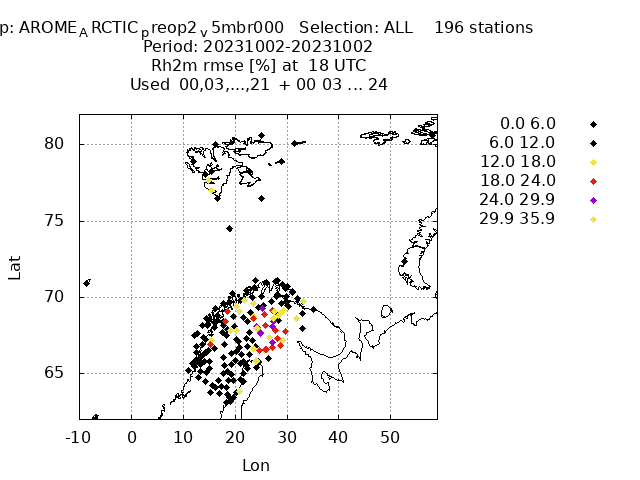 p: AROME_ARCTIC_preop2_v5mbr000 Selection: ALL 196 stations
Period: 20231002-20231002
Rh2m rmse [%] at 18 UTC
Used 00,03,...,21 + 00 03 ... 24
0.0 6.0
6.0 12.0
12.0 18.0
18.0 24.0
24.0 29.9
29.9 35.9
80
75
70
65
Lat
-10 0 10 20 30 40 50
Lon